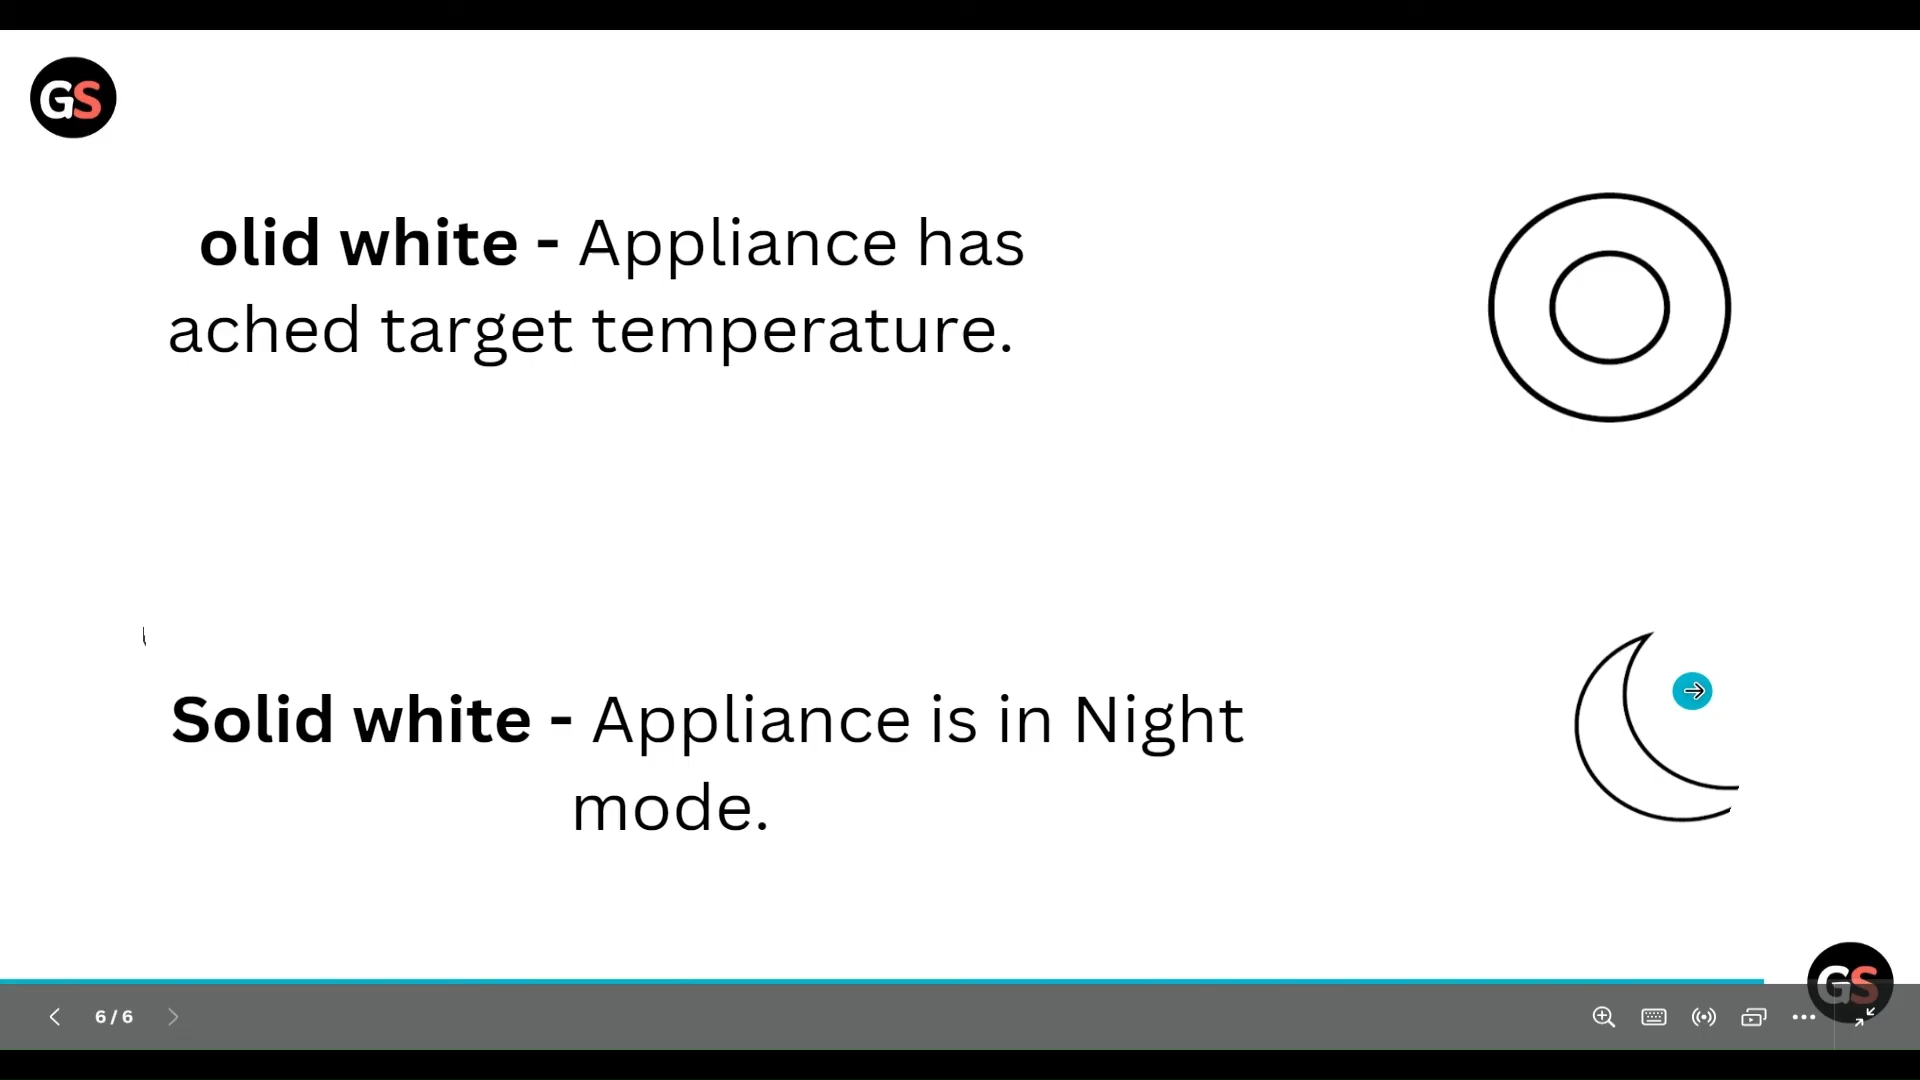 GS
olid white - Appliance has
ached target temperature.
Solid white - Appliance is in Night
mode.
GS
6 / 6